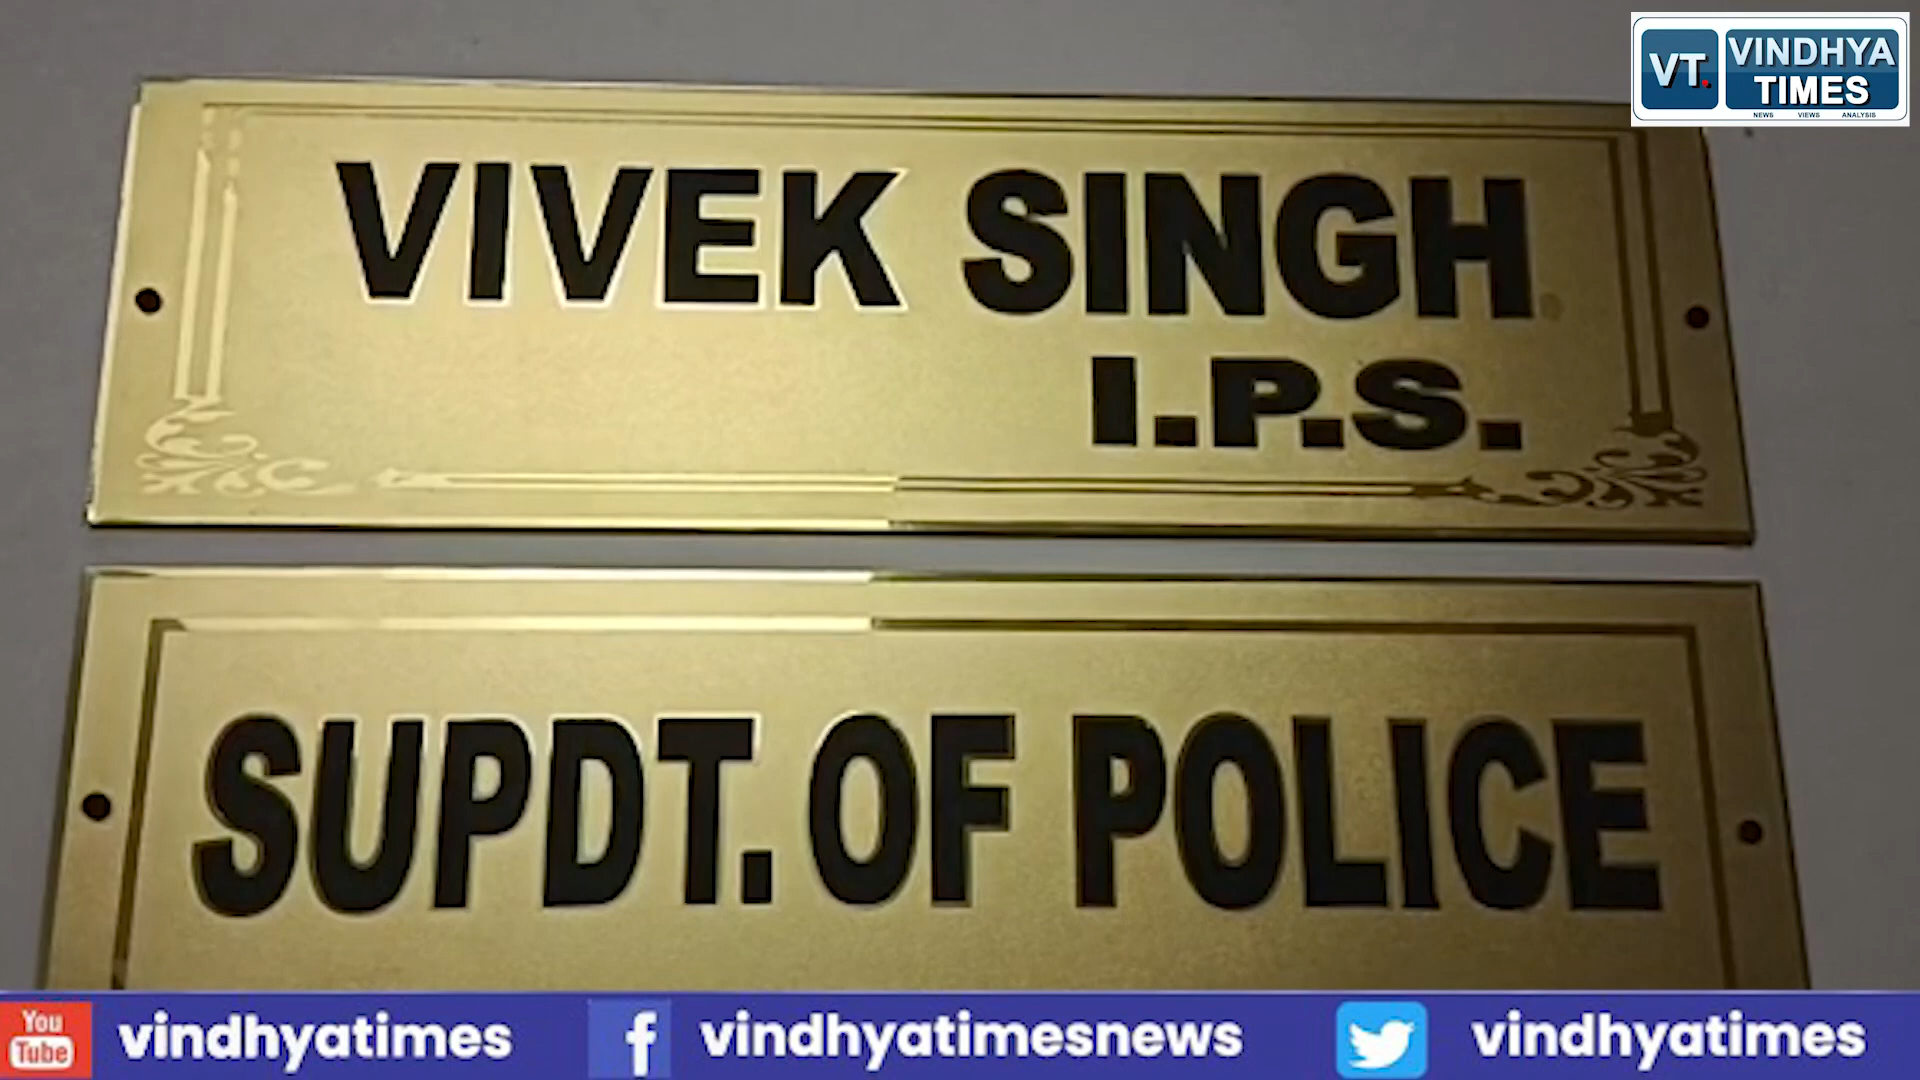 VT. VINDHYA
TIMES
NEWS VIEWS ANALYSIS
VIVEK SINGH
I.P.S.
SUPDT. OF POLICE
You Tube vindhyatimes f vindhyatimesnews vindhyatimes